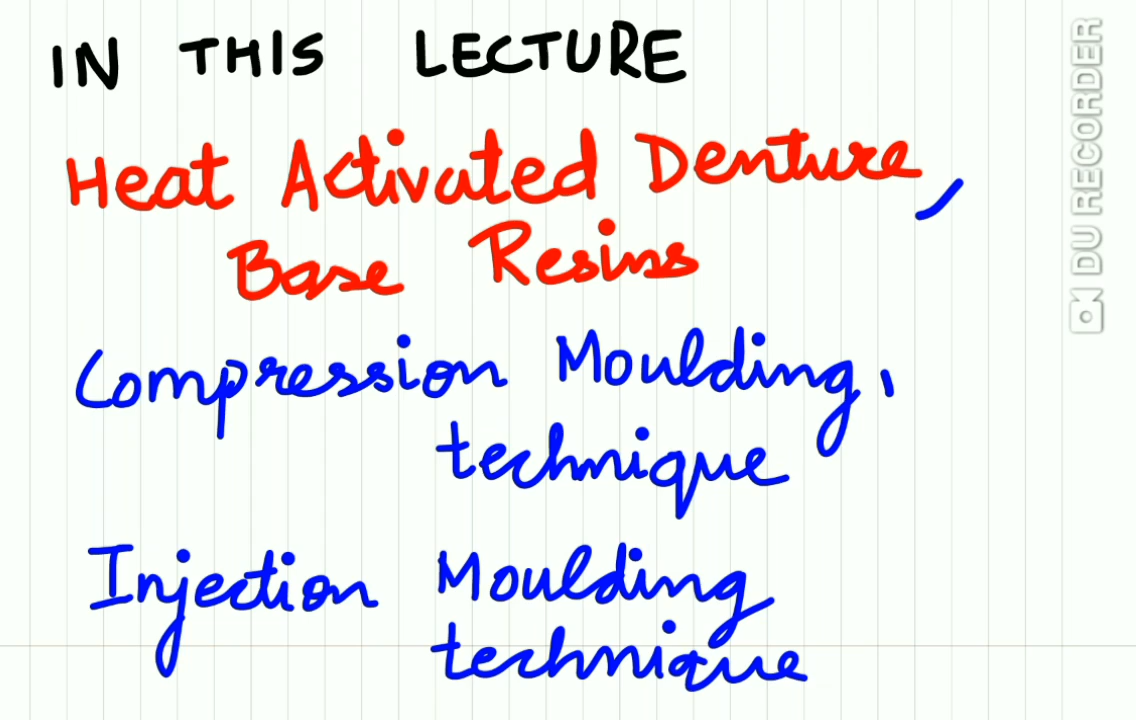 IN THIS LECTURE
Heat Activated Denture,
Base Resins
Compression Moulding,
technique
Injection Moulding
technique
DU RECORDER